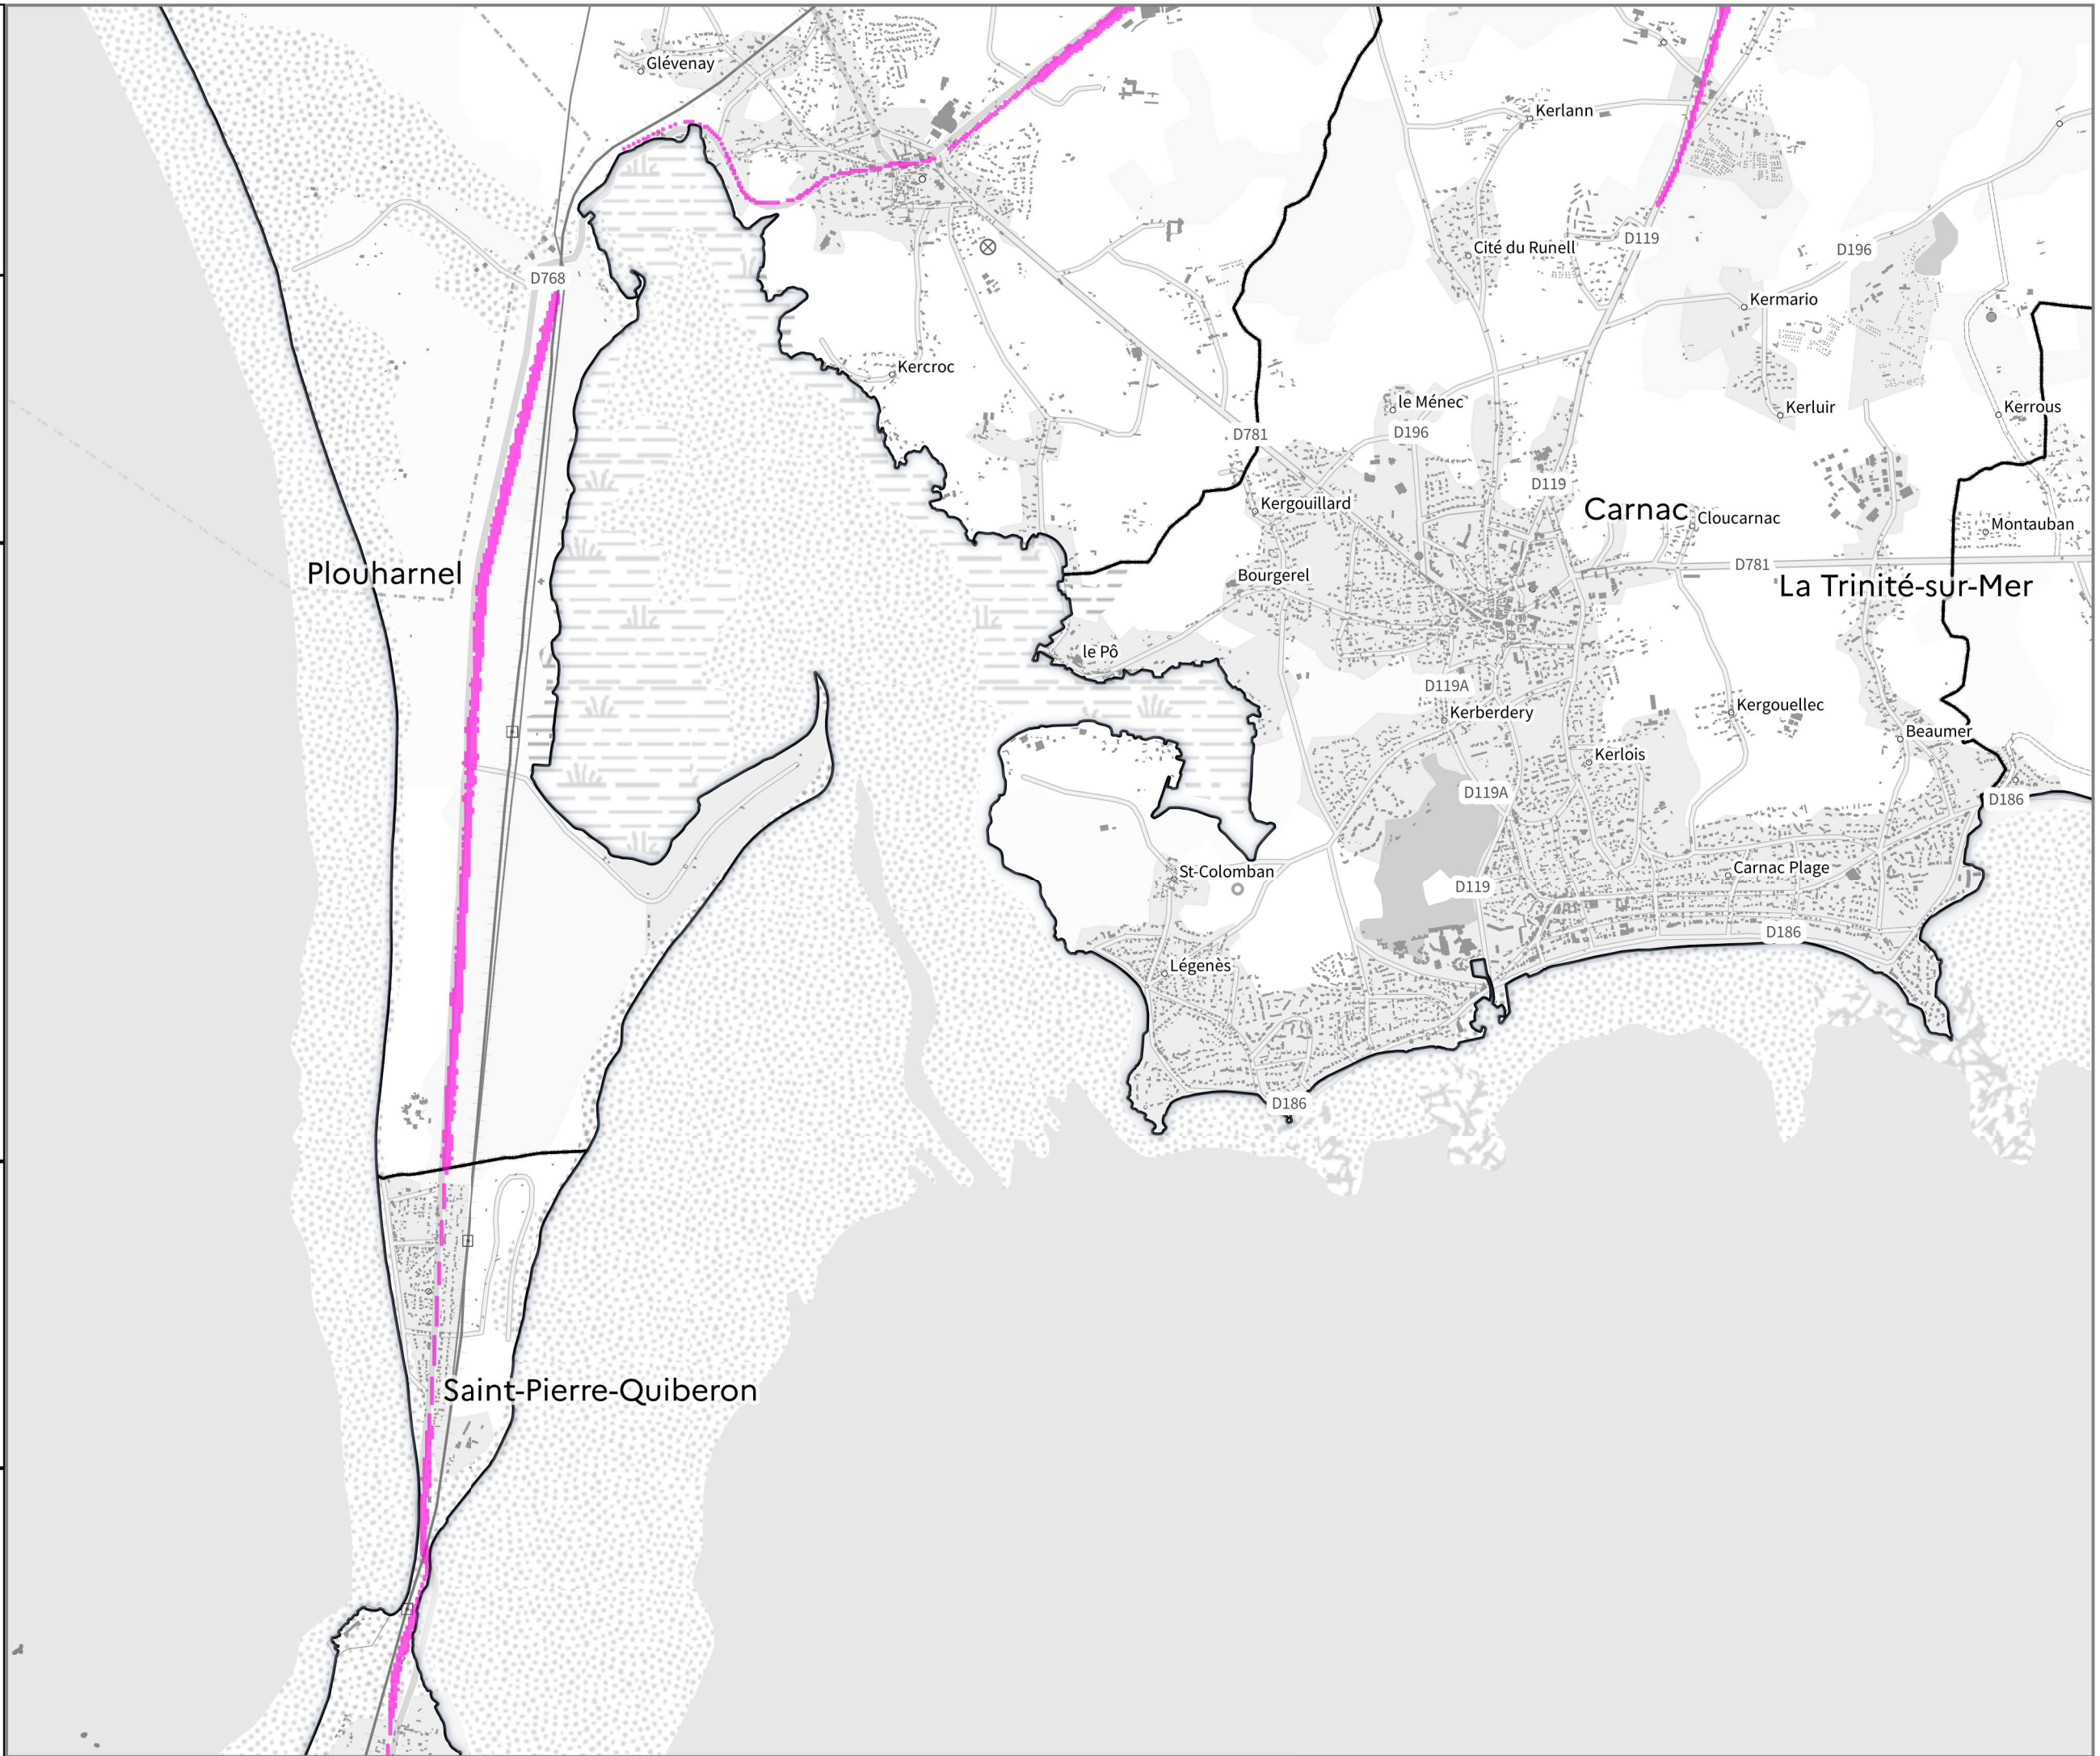 Glévenay
Kerlann
Cité du Runell
D119
D196
D768
Kermario
Kercroc
le Ménec
Kerluir
Kerrous
D781
D196
D119
Kergouillard
Carnac
Cloucarnac
Montauban
D781
Plouharnel
Bourgerel
La Trinité-sur-Mer
le Pô
D119A
Kerberdery
Kergouellec
Beaumer
Kerlois
D119A
D186
St-Colomban
D119
Carnac Plage
D186
Légenès
D186
Saint-Pierre-Quiberon